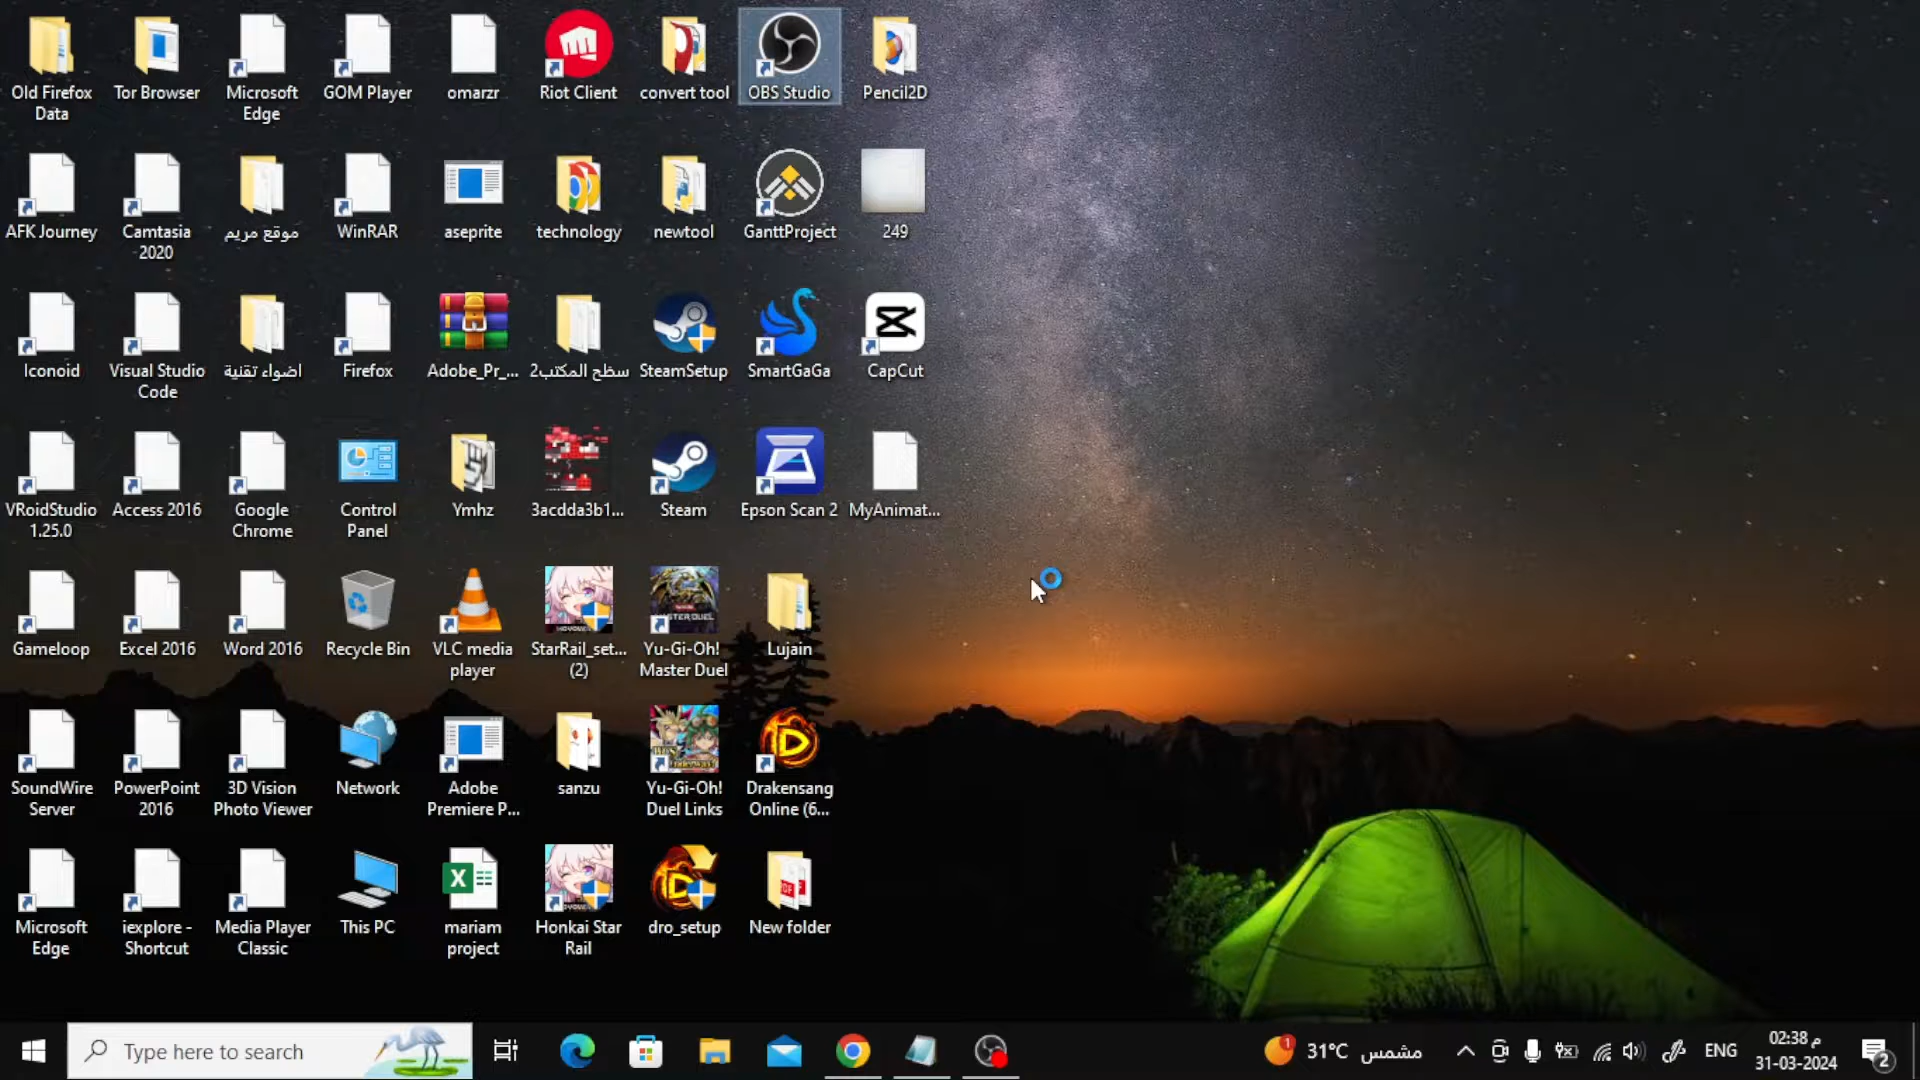 Old Firefox
Data
Tor Browser
Microsoft
Edge
GOM Player
omarzr
Riot Client
convert tool
OBS Studio
Pencil2D
AFK Journey
Camtasia
2020
موقع مريم
WinRAR
aseprite
technology
newtool
GanttProject
249
Iconoid
Visual Studio
Code
اضواء تقنية
Firefox
Adobe_Pr_...
سطح المكتب2
SteamSetup
SmartGaGa
CapCut
VRoidStudio
1.25.0
Access 2016
Google
Chrome
Control
Panel
Ymhz
3acdda3b1...
Steam
Epson Scan 2
MyAnimat...
Gameloop
Excel 2016
Word 2016
Recycle Bin
VLC media
player
StarRail_set...
(2)
Yu-Gi-Oh!
Master Duel
Lujain
SoundWire
Server
PowerPoint
2016
3D Vision
Photo Viewer
Network
Adobe
Premiere P...
sanzu
Yu-Gi-Oh!
Duel Links
Drakensang
Online (6...
Microsoft
Edge
iexplore -
Shortcut
Media Player
Classic
This PC
mariam
project
Honkai Star
Rail
dro_setup
New folder
Type here to search
1
31°C مشمس
ENG
02:38 م
31-03-2024
2